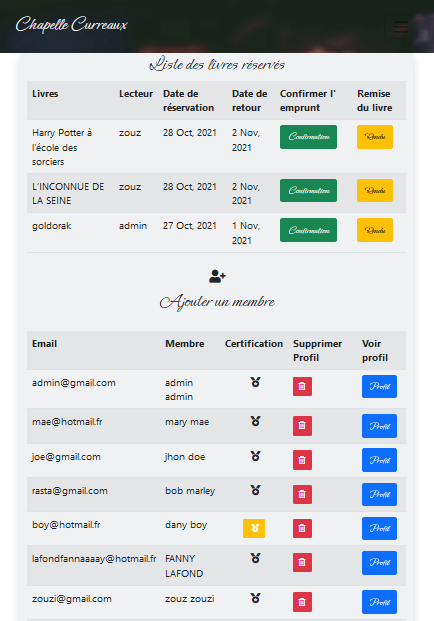 Chapelle Curreaux
Liste des livres réservés
Livres Lecteur Date de réservation Date de retour Confirmer l' emprunt Remise du livre
Harry Potter à l'école des sorciers zouz 28 Oct, 2021 2 Nov, 2021 Confirmation Rendu
L'INCONNUE DE LA SEINE zouz 28 Oct, 2021 2 Nov, 2021 Confirmation Rendu
goldorak admin 27 Oct, 2021 1 Nov, 2021 Confirmation Rendu
Ajouter un membre
Email Membre Certification Supprimer Profil Voir profil
admin@gmail.com admin admin Profil
mae@hotmail.fr mary mae Profil
joe@gmail.com jhon doe Profil
rasta@gmail.com bob marley Profil
boy@hotmail.fr dany boy Profil
lafondfannaaaay@hotmail.fr FANNY LAFOND Profil
zouzi@gmail.com zouz zouzi Profil